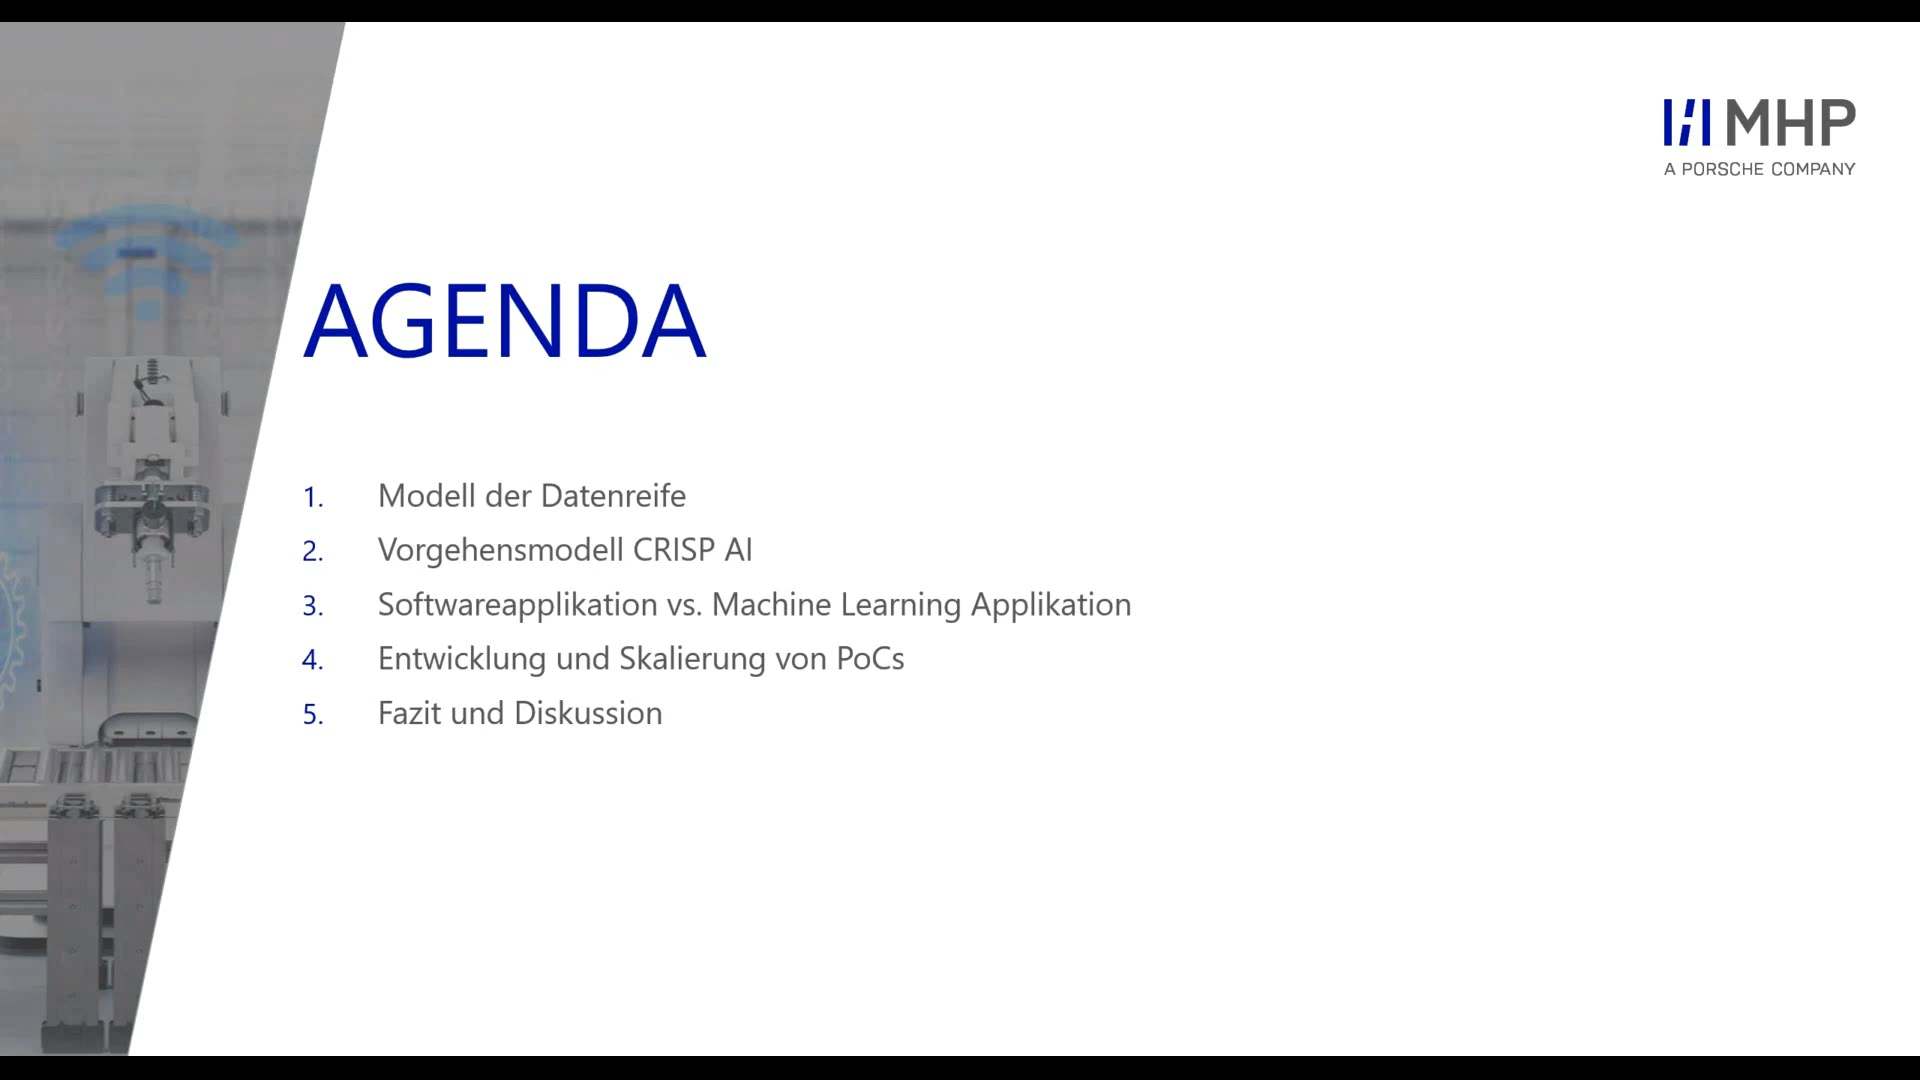 MHP
A PORSCHE COMPANY
AGENDA
1. Modell der Datenreife
2. Vorgehensmodell CRISP AI
3. Softwareapplikation vs. Machine Learning Applikation
4. Entwicklung und Skalierung von PoCs
5. Fazit und Diskussion